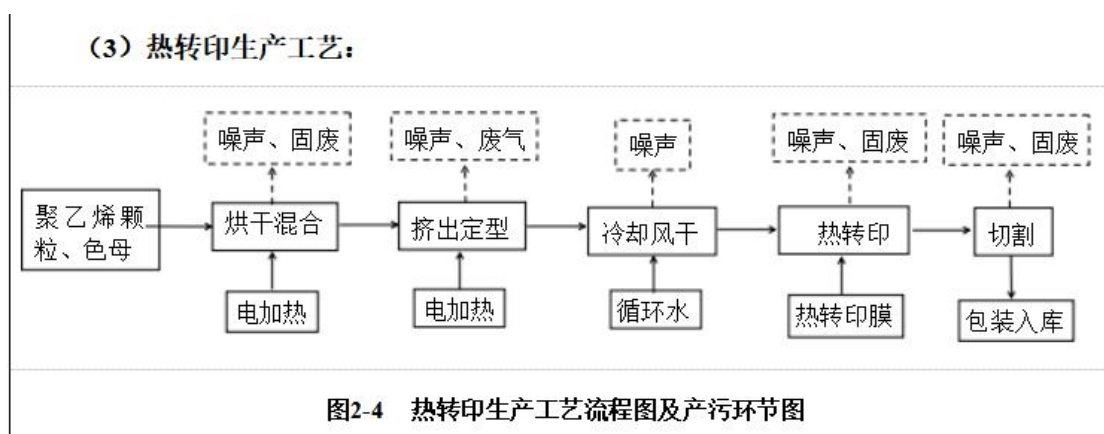 （3）热转印生产工艺：
噪声、固废
噪声、废气
噪声
噪声、固废
噪声、固废
聚乙烯颗
粒、色母
烘干混合
挤出定型
冷却风干
热转印
切割
电加热
电加热
循环水
热转印膜
包装入库
图2-4 热转印生产工艺流程图及产污环节图